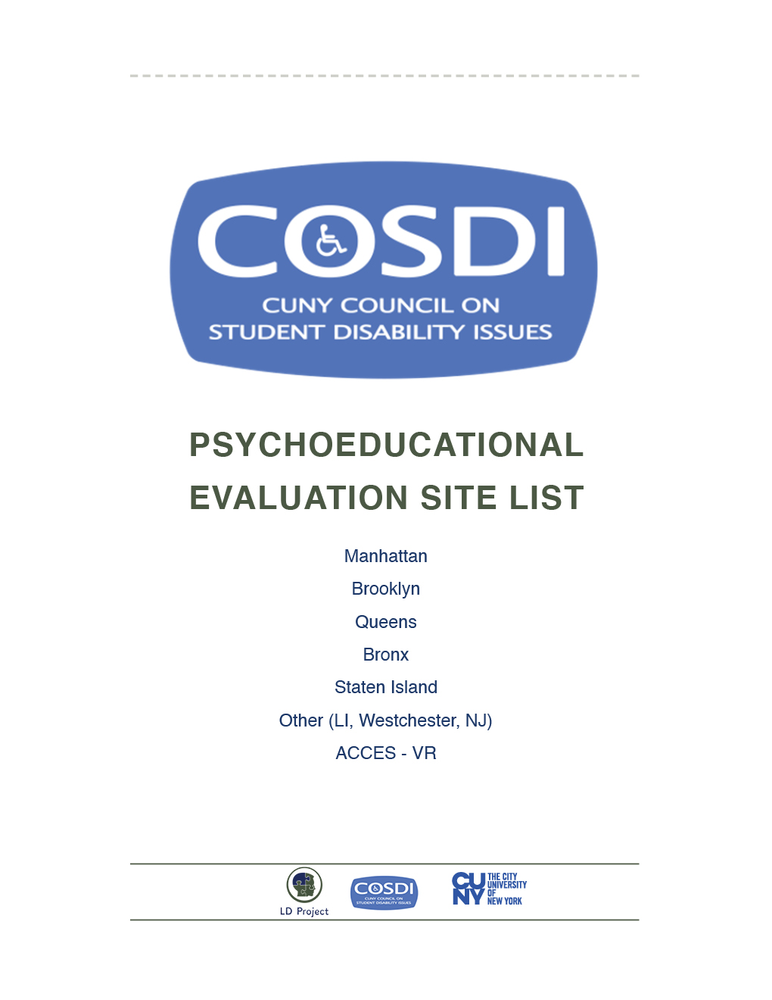 COSDI
CUNY COUNCIL ON
STUDENT DISABILITY ISSUES
PSYCHOEDUCATIONAL
EVALUATION SITE LIST
Manhattan
Brooklyn
Queens
Bronx
Staten Island
Other (LI, Westchester, NJ)
ACCES - VR
LD Project
COSDI
CUNY COUNCIL ON
STUDENT DISABILITY ISSUES
CU
NY
THE CITY
UNIVERSITY
OF
NEW YORK